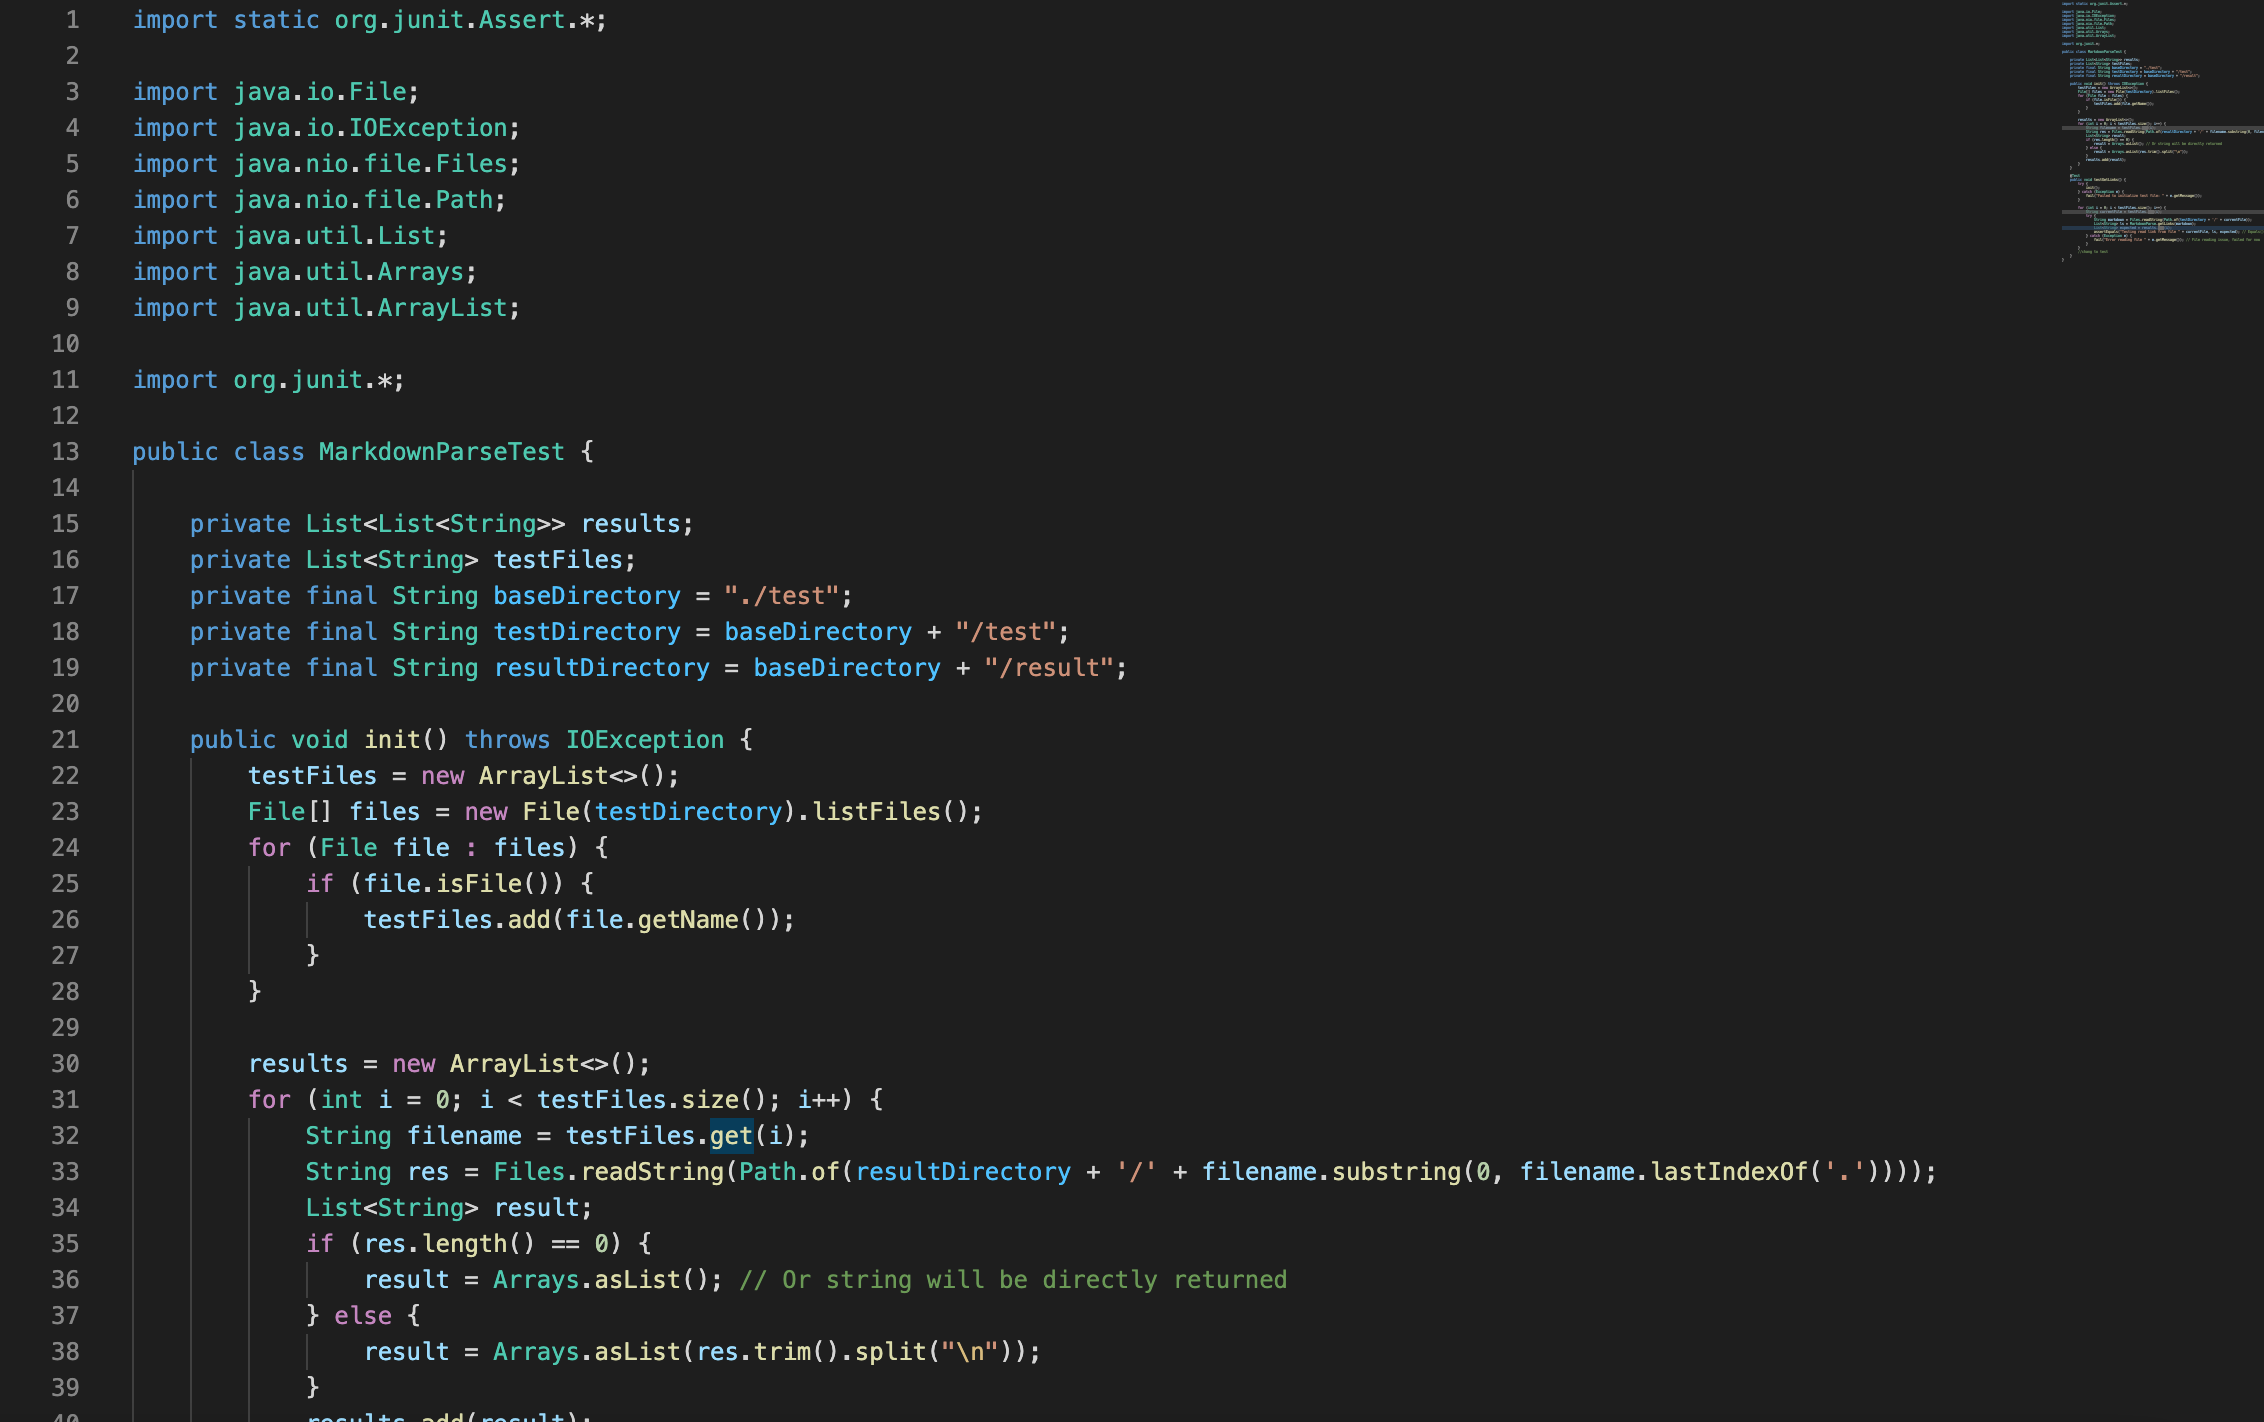 1 import static org.junit.Assert.*;
2
3 import java.io.File;
4 import java.io.IOException;
5 import java.nio.file.Files;
6 import java.nio.file.Path;
7 import java.util.List;
8 import java.util.Arrays;
9 import java.util.ArrayList;
10
11 import org.junit.*;
12
13 public class MarkdownParseTest {
14
15     private List<List<String>> results;
16     private List<String> testFiles;
17     private final String baseDirectory = "./test";
18     private final String testDirectory = baseDirectory + "/test";
19     private final String resultDirectory = baseDirectory + "/result";
20
21     public void init() throws IOException {
22         testFiles = new ArrayList<>();
23         File[] files = new File(testDirectory).listFiles();
24         for (File file : files) {
25             if (file.isFile()) {
26                 testFiles.add(file.getName());
27             }
28         }
29
30         results = new ArrayList<>();
31         for (int i = 0; i < testFiles.size(); i++) {
32             String filename = testFiles.get(i);
33             String res = Files.readString(Path.of(resultDirectory + '/' + filename.substring(0, filename.lastIndexOf('.'))));
34             List<String> result;
35             if (res.length() == 0) {
36                 result = Arrays.asList(); // Or string will be directly returned
37             } else {
38                 result = Arrays.asList(res.trim().split("\n"));
39             }
40             results.add(result);